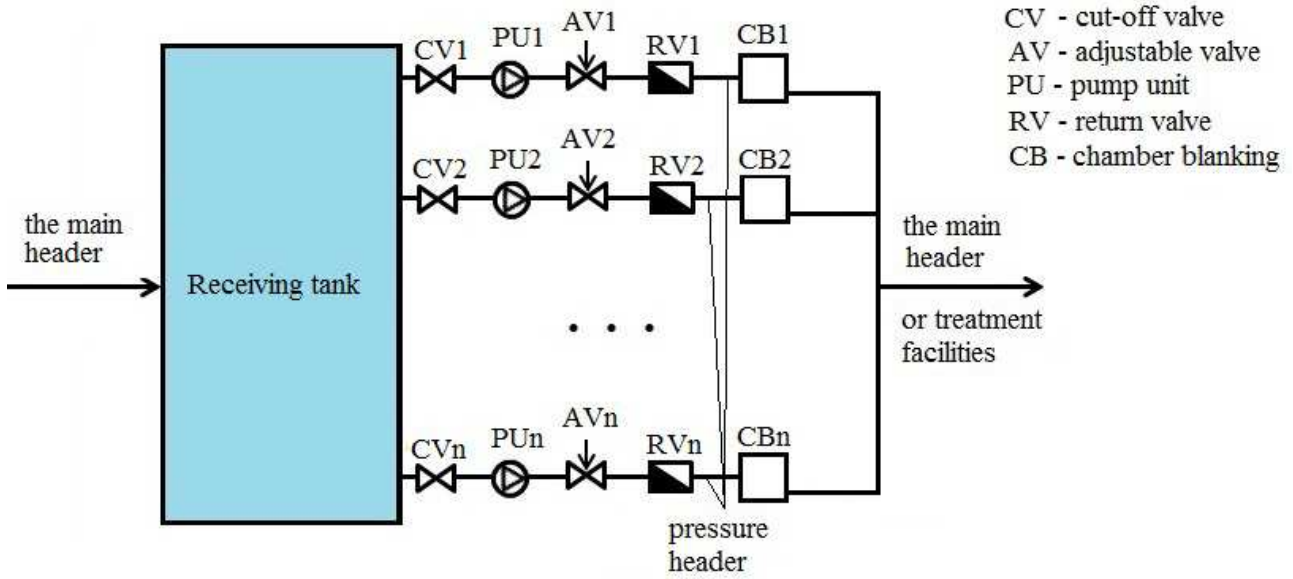 CV - cut-off valve
AV - adjustable valve
PU - pump unit
RV - return valve
CB - chamber blanking
CV1 PU1 AV1 RV1 CB1
CV2 PU2 AV2 RV2 CB2
the main
header
Receiving tank
. . .
the main
header
or treatment
facilities
CVn PUn AVn RVn CBn
pressure
header